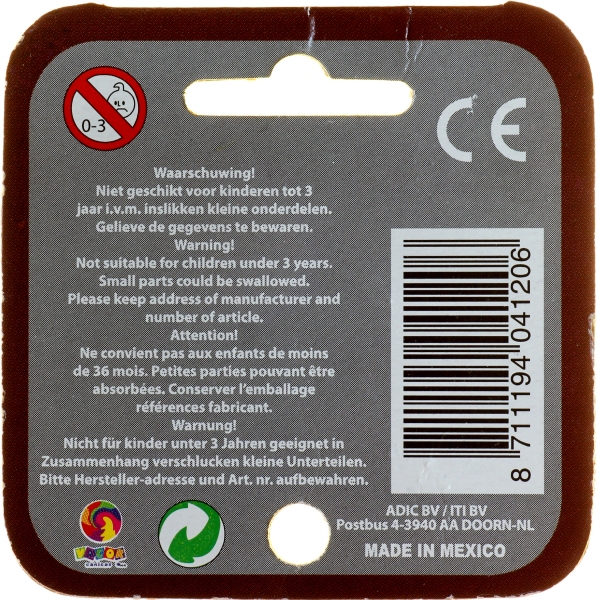 0-3
CE
Waarschuwing!
Niet geschikt voor kinderen tot 3
jaar i.v.m. inslikken kleine onderdelen.
Gelieve de gegevens te bewaren.
Warning!
Not suitable for children under 3 years.
Small parts could be swallowed.
Please keep address of manufacturer and
number of article.
Attention!
Ne convient pas aux enfants de moins
de 36 mois. Petites parties pouvant être
absorbées. Conserver l'emballage
références fabricant.
Warnung!
Nicht für kinder unter 3 Jahren geeignet in
Zusammenhang verschlucken kleine Unterteilen.
Bitte Hersteller-adresse und Art. nr. aufbewahren.
8 711194 041206
ADIC BV / ITI BV
Postbus 4-3940 AA DOORN-NL
MADE IN MEXICO